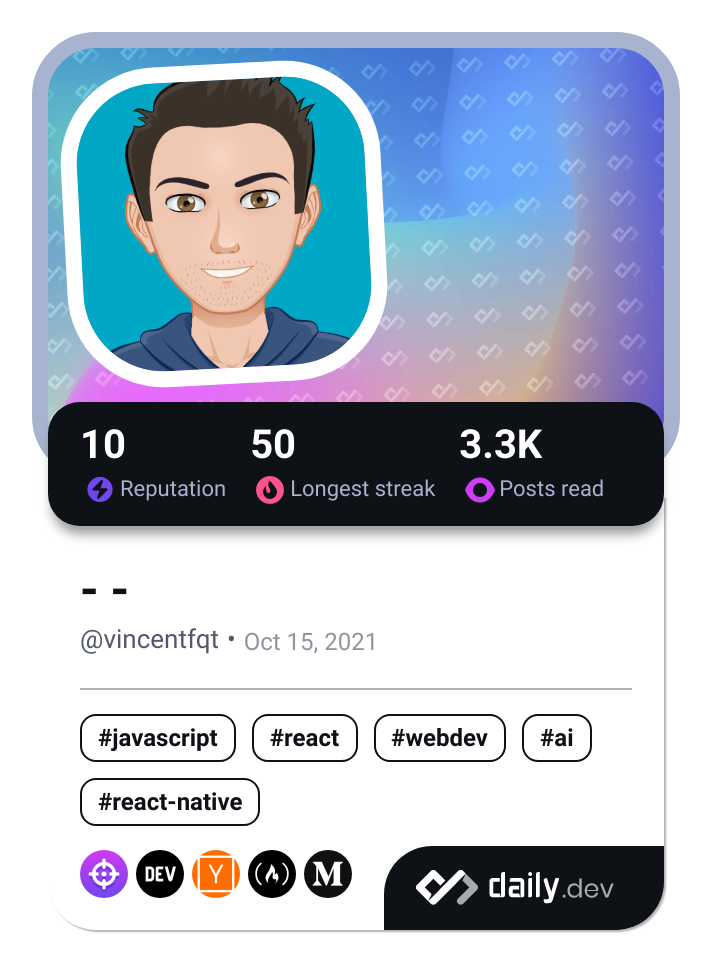 10 50 3.3K
Reputation Longest streak Posts read
- -
@vincentfqt • Oct 15, 2021
#javascript #react #webdev #ai
#react-native
DEV Y M daily.dev